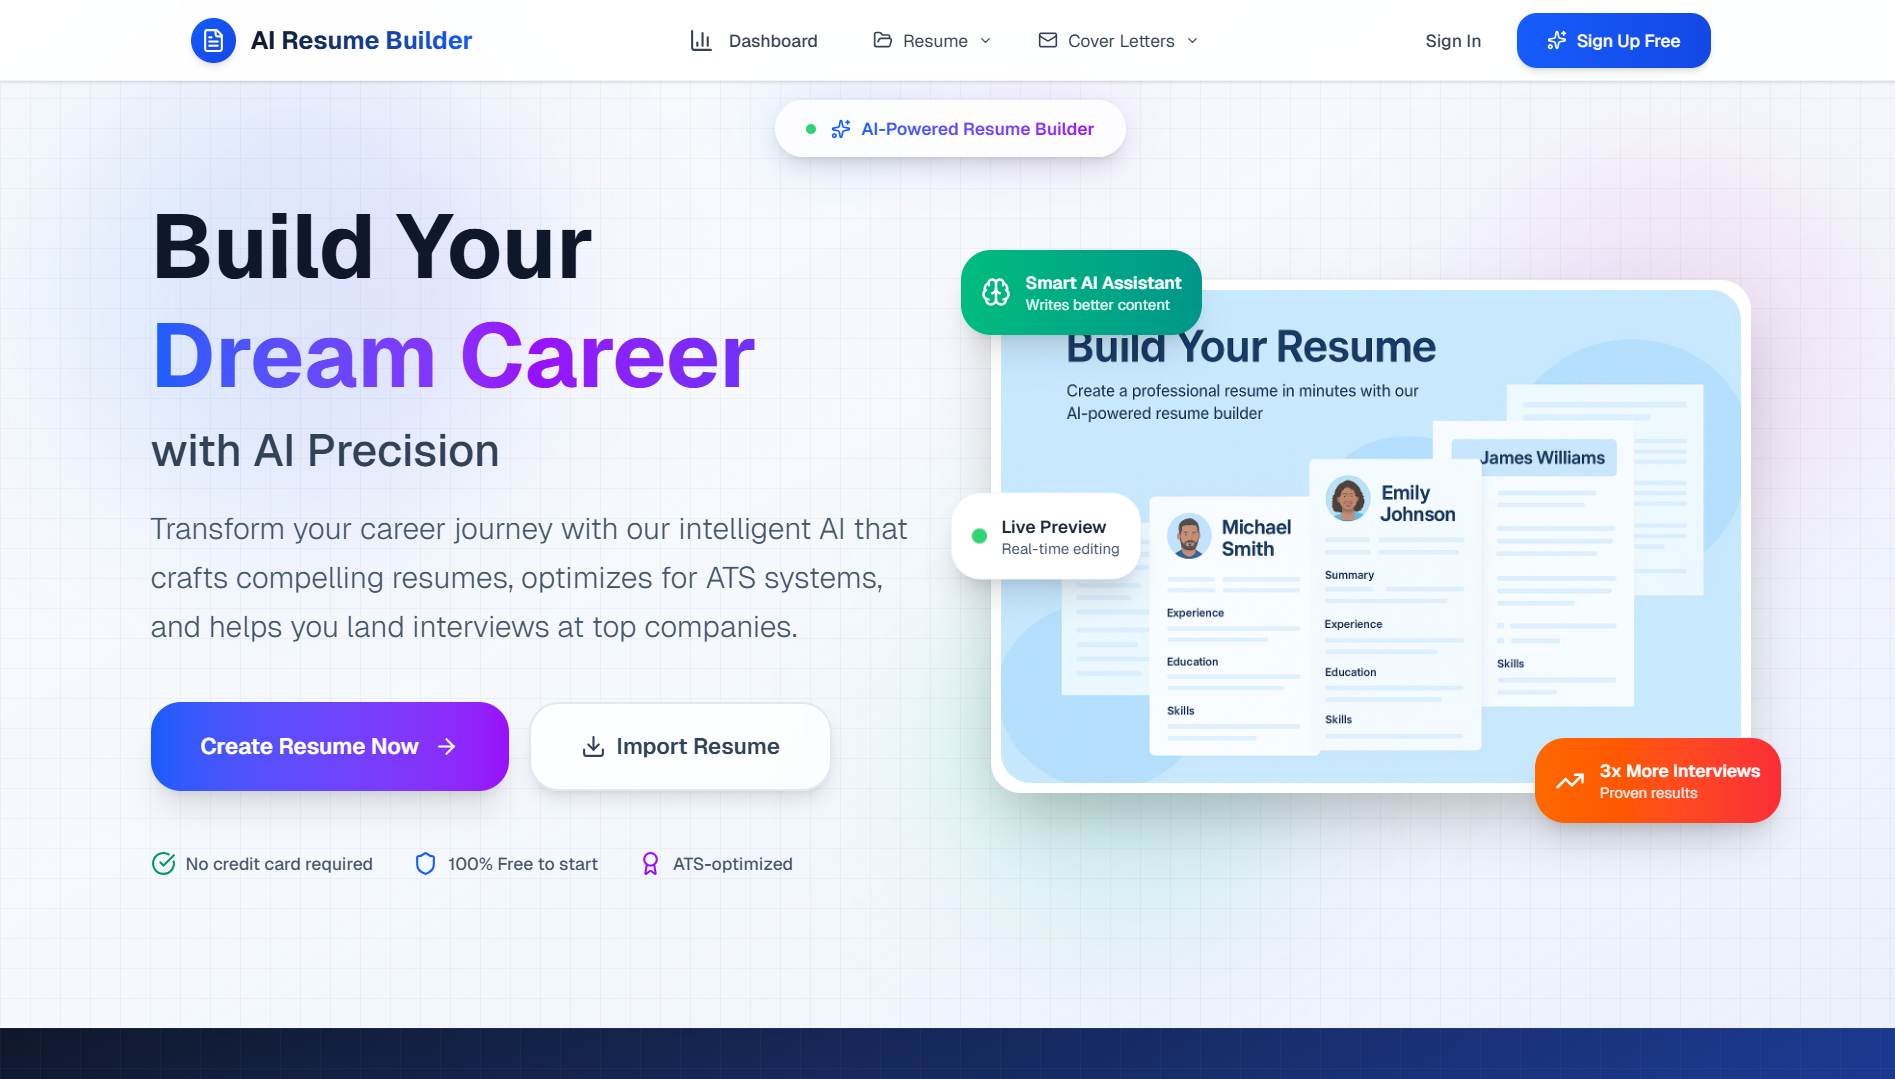 AI Resume Builder
Dashboard
Resume
Cover Letters
Sign In
Sign Up Free
AI-Powered Resume Builder
Build Your
Dream Career
with AI Precision
Transform your career journey with our intelligent AI that
crafts compelling resumes, optimizes for ATS systems,
and helps you land interviews at top companies.
Create Resume Now
Import Resume
No credit card required
100% Free to start
ATS-optimized
Smart AI Assistant
Writes better content
Build Your Resume
Create a professional resume in minutes with our
AI-powered resume builder
Live Preview
Real-time editing
Michael
Smith
Experience
Education
Skills
Emily
Johnson
Summary
Experience
Education
Skills
James Williams
Skills
3x More Interviews
Proven results